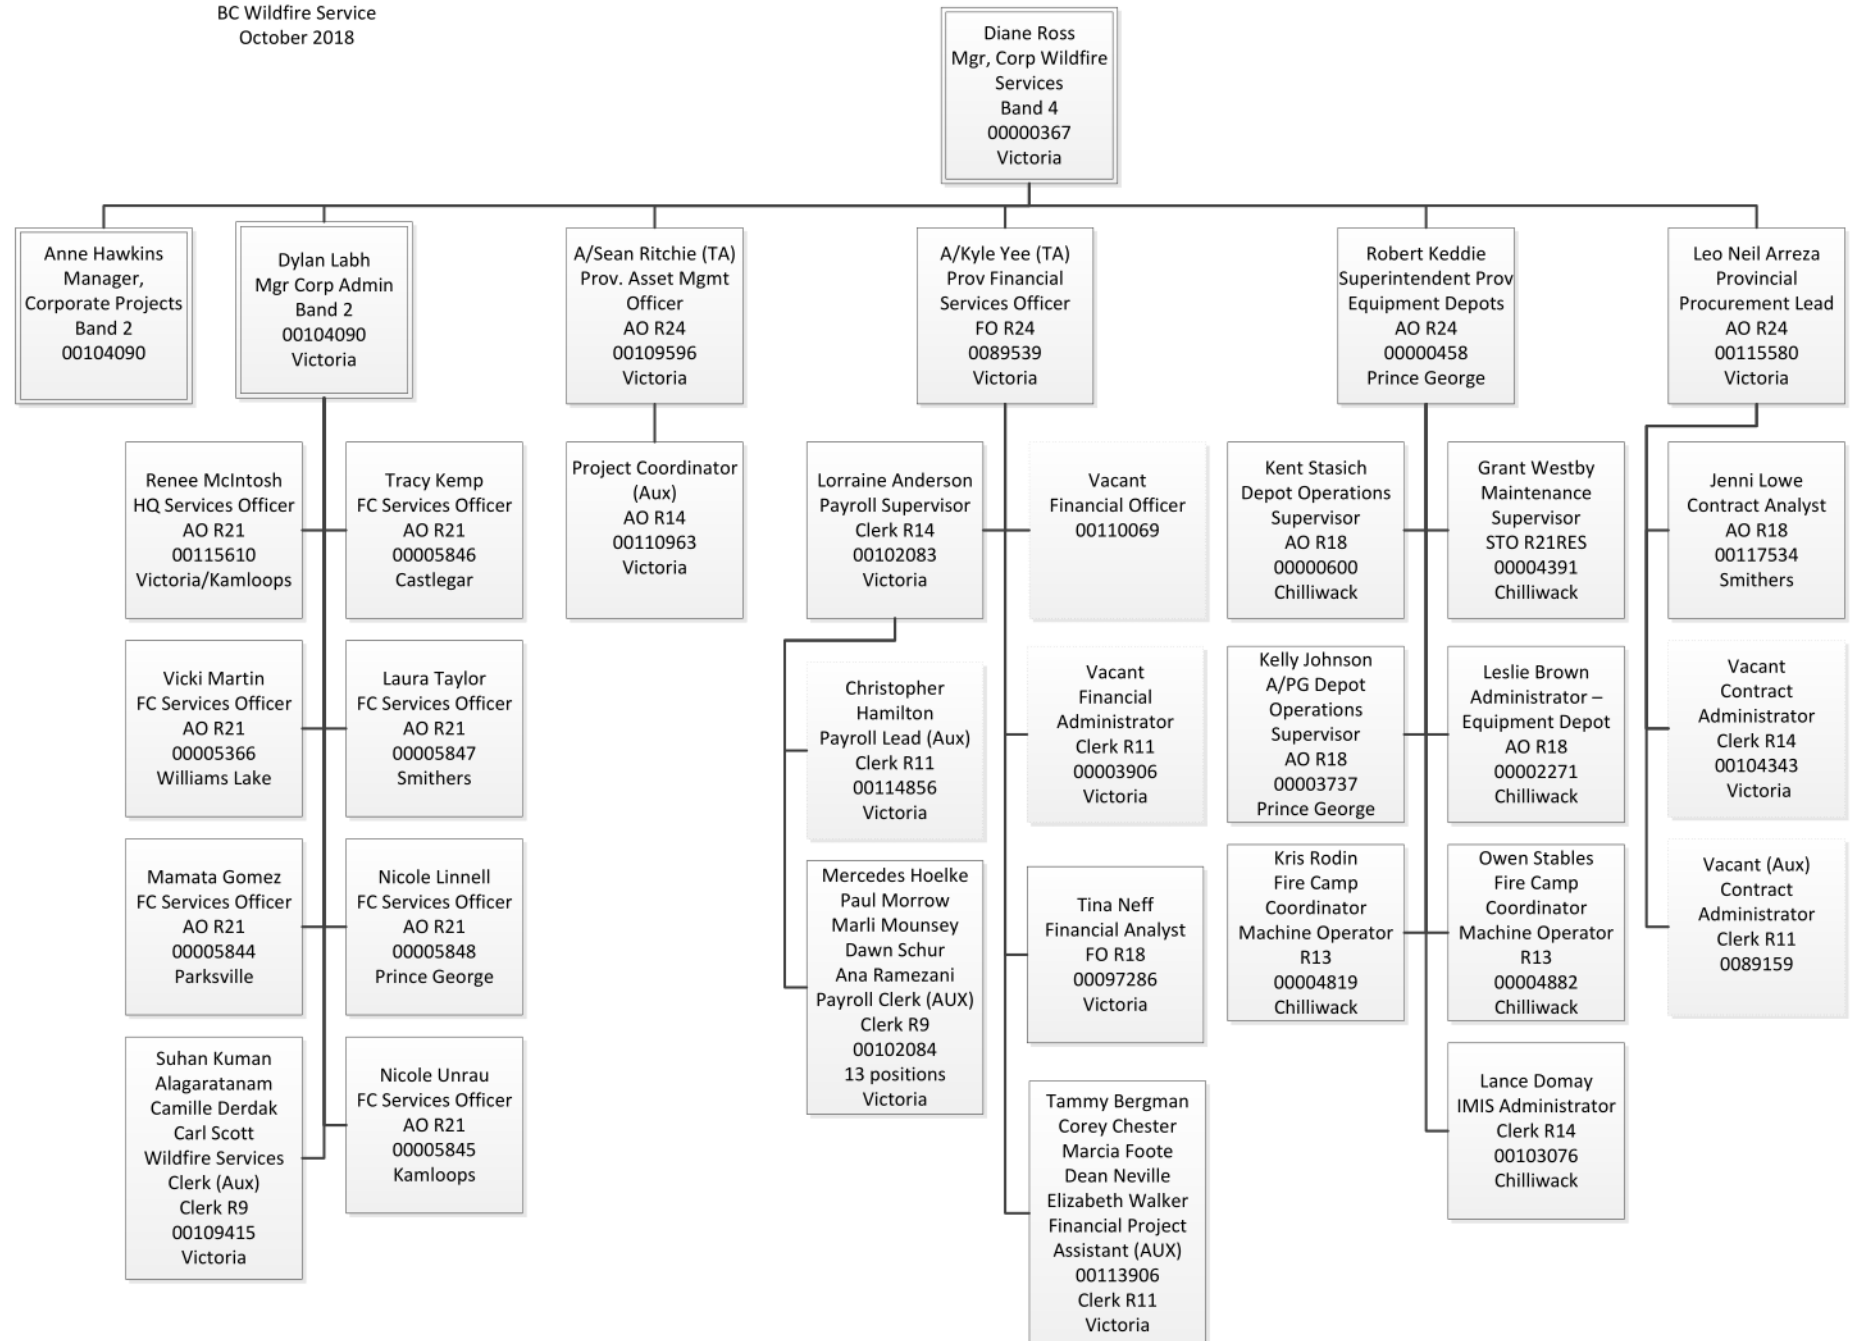 BC Wildfire Service
October 2018
Diane Ross
Mgr, Corp Wildfire
Services
Band 4
00000367
Victoria
Anne Hawkins
Manager,
Corporate Projects
Band 2
00104090
Dylan Labh
Mgr Corp Admin
Band 2
00104090
Victoria
A/Sean Ritchie (TA)
Prov. Asset Mgmt
Officer
AO R24
00109596
Victoria
A/Kyle Yee (TA)
Prov Financial
Services Officer
FO R24
0089539
Victoria
Robert Keddie
Superintendent Prov
Equipment Depots
AO R24
00000458
Prince George
Leo Neil Arreza
Provincial
Procurement Lead
AO R24
00115580
Victoria
Renee McIntosh
HQ Services Officer
AO R21
00115610
Victoria/Kamloops
Tracy Kemp
FC Services Officer
AO R21
00005846
Castlegar
Project Coordinator
(Aux)
AO R14
00110963
Victoria
Lorraine Anderson
Payroll Supervisor
Clerk R14
00102083
Victoria
Vacant
Financial Officer
00110069
Kent Stasich
Depot Operations
Supervisor
AO R18
00000600
Chilliwack
Grant Westby
Maintenance
Supervisor
STO R21RES
00004391
Chilliwack
Jenni Lowe
Contract Analyst
AO R18
00117534
Smithers
Vicki Martin
FC Services Officer
AO R21
00005366
Williams Lake
Laura Taylor
FC Services Officer
AO R21
00005847
Smithers
Christopher
Hamilton
Payroll Lead (Aux)
Clerk R11
00114856
Victoria
Vacant
Financial
Administrator
Clerk R11
00003906
Victoria
Kelly Johnson
A/PG Depot
Operations
Supervisor
AO R18
00003737
Prince George
Leslie Brown
Administrator –
Equipment Depot
AO R18
00002271
Chilliwack
Vacant
Contract
Administrator
Clerk R14
00104343
Victoria
Mamata Gomez
FC Services Officer
AO R21
00005844
Parksville
Nicole Linnell
FC Services Officer
AO R21
00005848
Prince George
Mercedes Hoelke
Paul Morrow
Marli Mounsey
Dawn Schur
Ana Ramezani
Payroll Clerk (AUX)
Clerk R9
00102084
13 positions
Victoria
Tina Neff
Financial Analyst
FO R18
00097286
Victoria
Kris Rodin
Fire Camp
Coordinator
Machine Operator
R13
00004819
Chilliwack
Owen Stables
Fire Camp
Coordinator
Machine Operator
R13
00004882
Chilliwack
Vacant (Aux)
Contract
Administrator
Clerk R11
0089159
Suhan Kuman
Alagaratanam
Camille Derdak
Carl Scott
Wildfire Services
Clerk (Aux)
Clerk R9
00109415
Victoria
Nicole Unrau
FC Services Officer
AO R21
00005845
Kamloops
Tammy Bergman
Corey Chester
Marcia Foote
Dean Neville
Elizabeth Walker
Financial Project
Assistant (AUX)
00113906
Clerk R11
Victoria
Lance Domay
IMIS Administrator
Clerk R14
00103076
Chilliwack